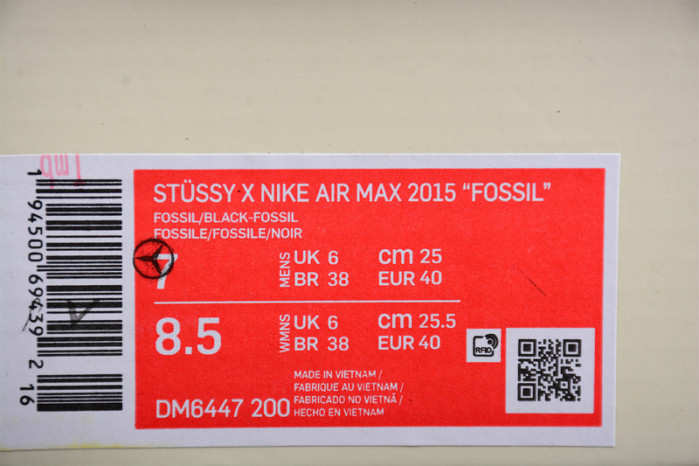 1mp
1 94500 69439 2 16
STÜSSY X NIKE AIR MAX 2015 “FOSSIL”
FOSSIL/BLACK-FOSSIL
FOSSILE/FOSSILE/NOIR
7 MENS UK 6 cm 25
BR 38 EUR 40
8.5 WMNS UK 6 cm 25.5
BR 38 EUR 40
RFID
MADE IN VIETNAM /
FABRIQUE AU VIETNAM /
FABRICADO NO VIETNÃ /
DM6447 200 HECHO EN VIETNAM